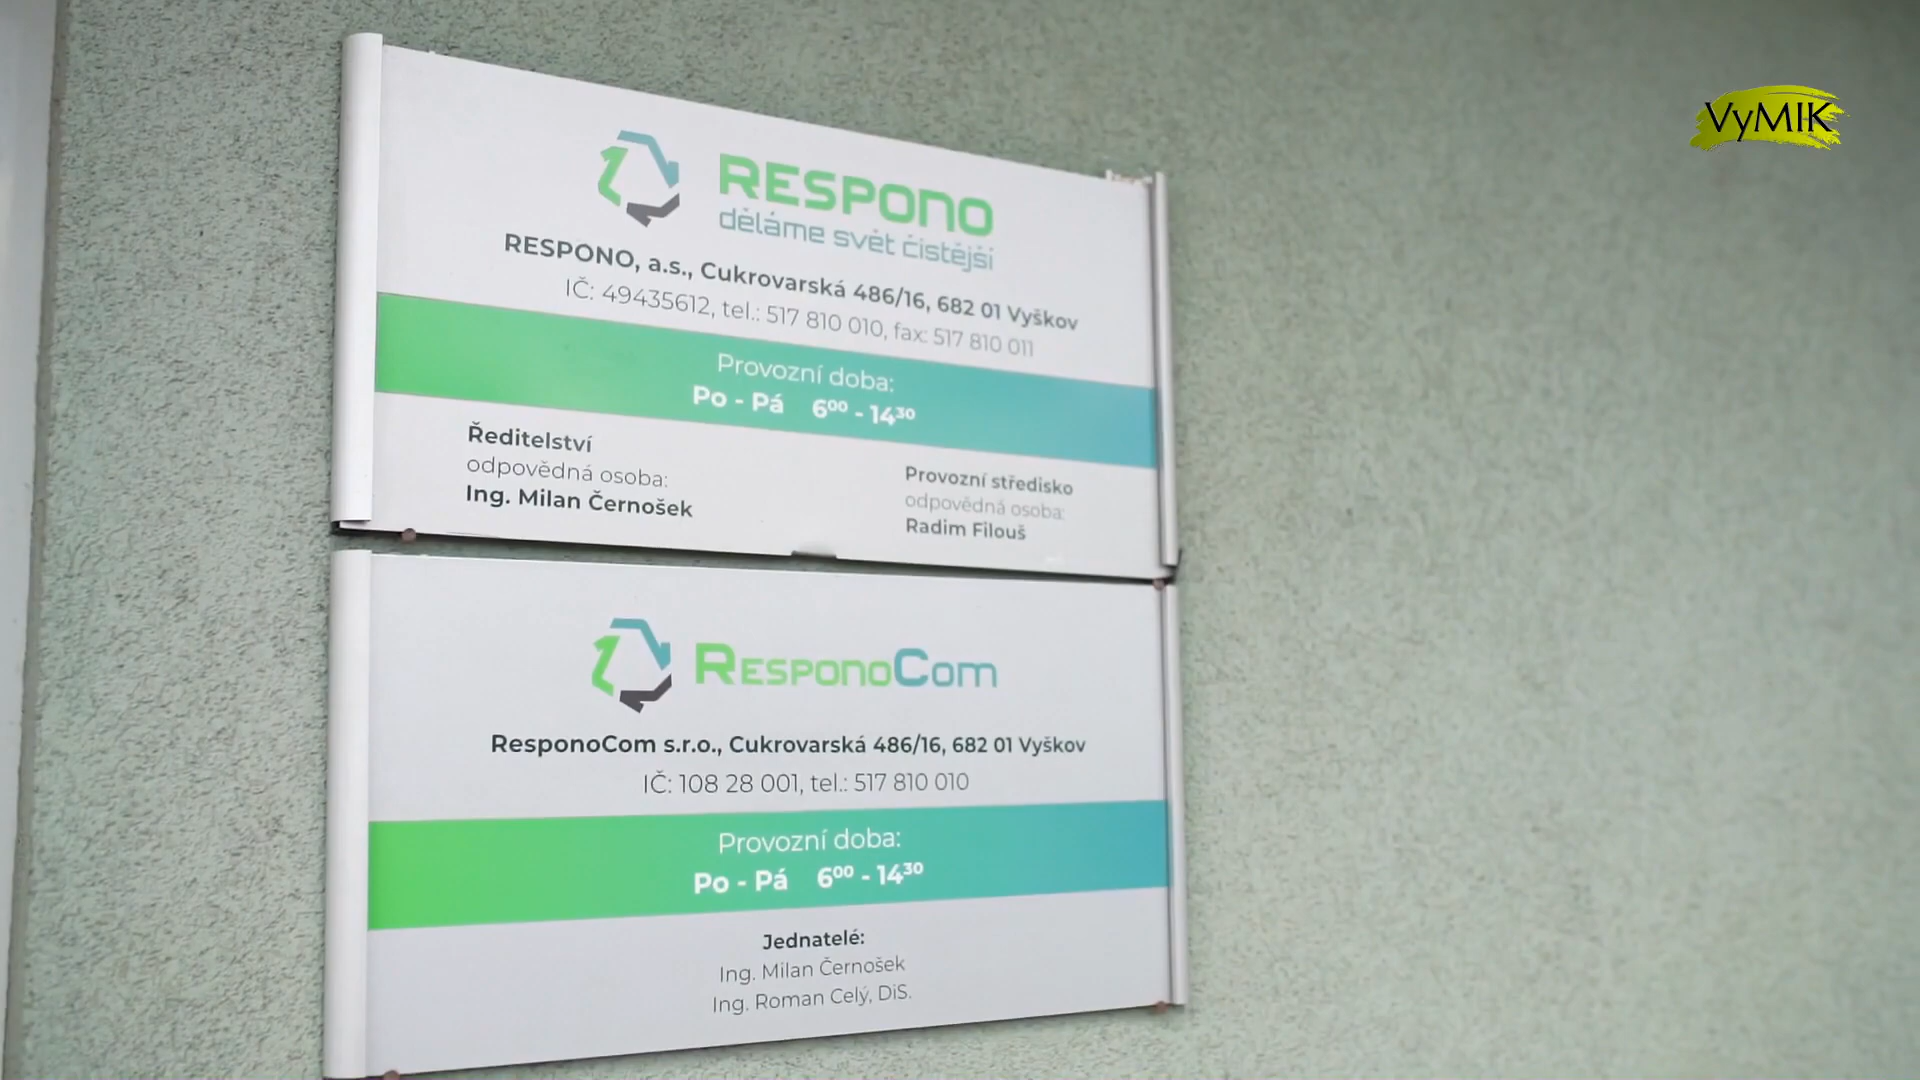 VyMIK
RESPONO
děláme svět čistější
RESPONO, a.s., Cukrovarská 486/16, 682 01 Vyškov
IČ: 49435612, tel.: 517 810 010, fax: 517 810 011
Provozní doba:
Po - Pá 6⁰⁰ - 14³⁰
Ředitelství
odpovědná osoba:
Ing. Milan Černošek
Provozní středisko
odpovědná osoba:
Radim Filouš
ResponoCom
ResponoCom s.r.o., Cukrovarská 486/16, 682 01 Vyškov
IČ: 108 28 001, tel.: 517 810 010
Provozní doba:
Po - Pá 6⁰⁰ - 14³⁰
Jednatelé:
Ing. Milan Černošek
Ing. Roman Celý, DiS.